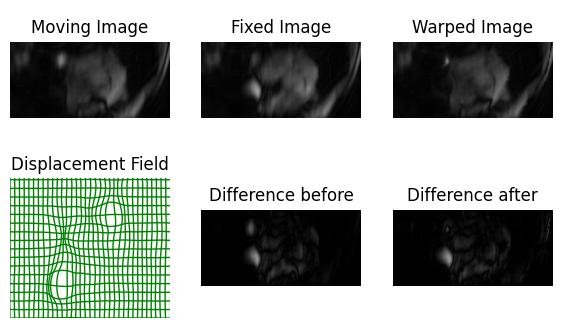 Moving Image
Fixed Image
Warped Image
Displacement Field
Difference before
Difference after